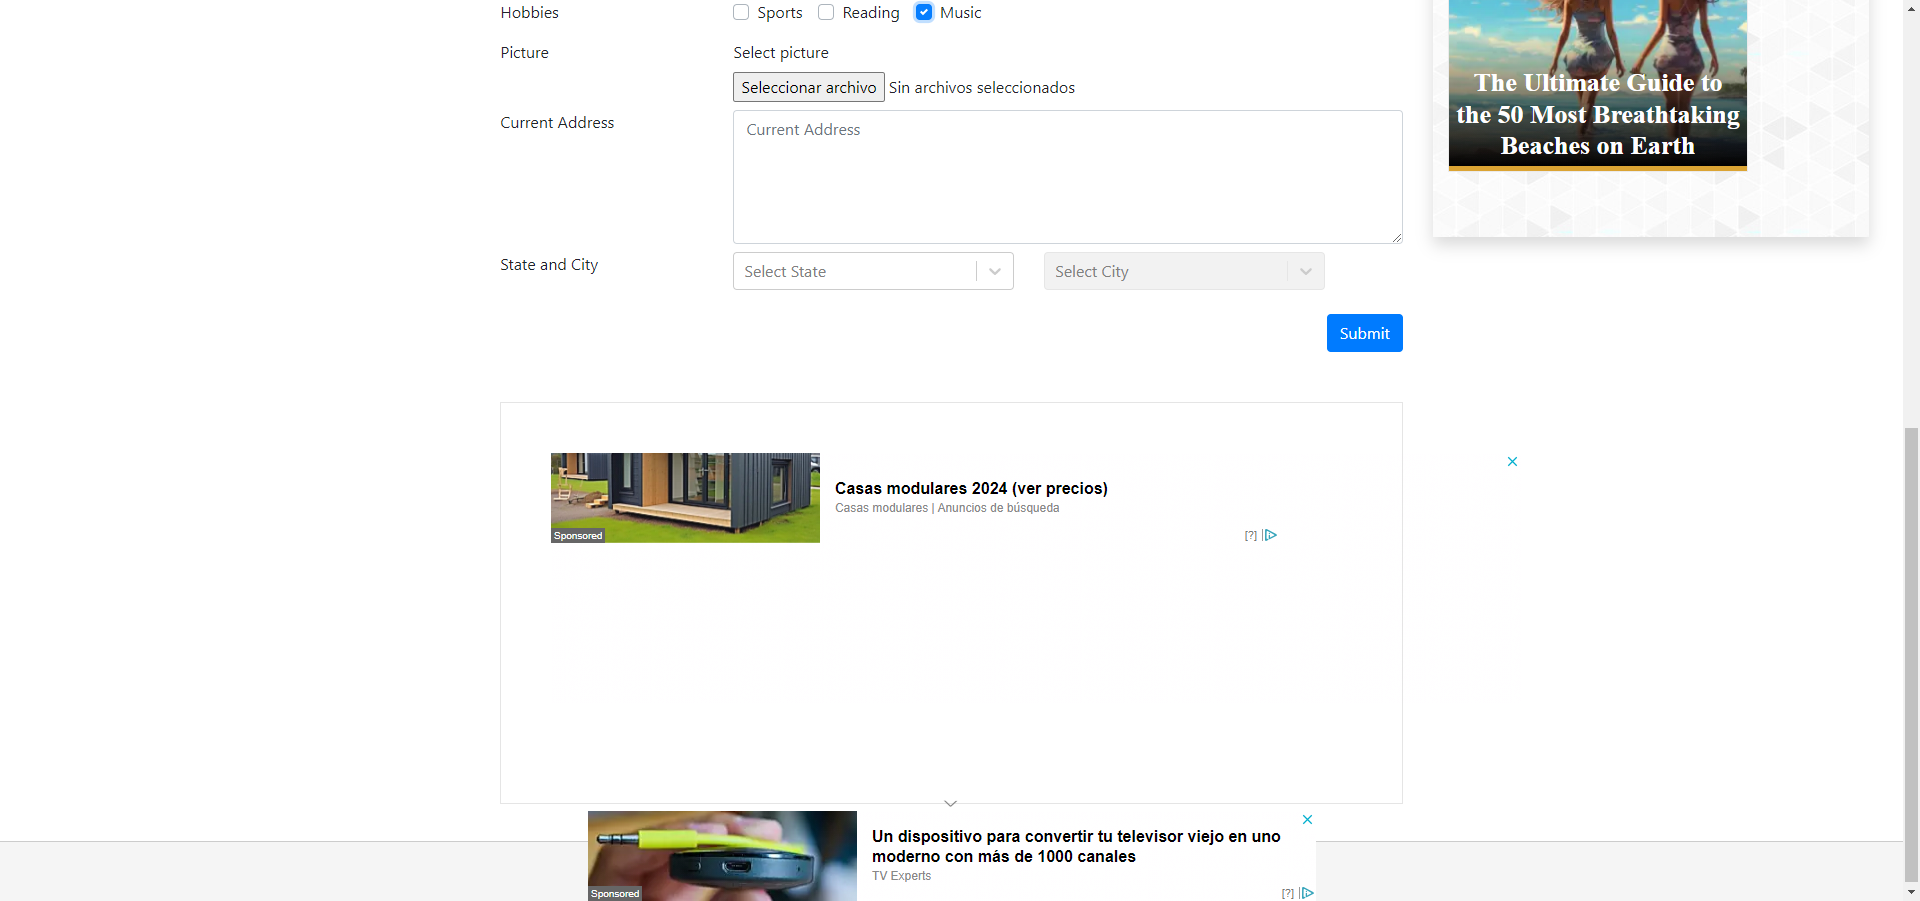 Hobbies
Sports Reading Music
Picture
Select picture
Seleccionar archivo Sin archivos seleccionados
Current Address
Current Address
State and City
Select State
Select City
Submit
The Ultimate Guide to
the 50 Most Breathtaking
Beaches on Earth
Sponsored
Casas modulares 2024 (ver precios)
Casas modulares | Anuncios de búsqueda
[?]
Sponsored
Un dispositivo para convertir tu televisor viejo en uno
moderno con más de 1000 canales
TV Experts
[?]